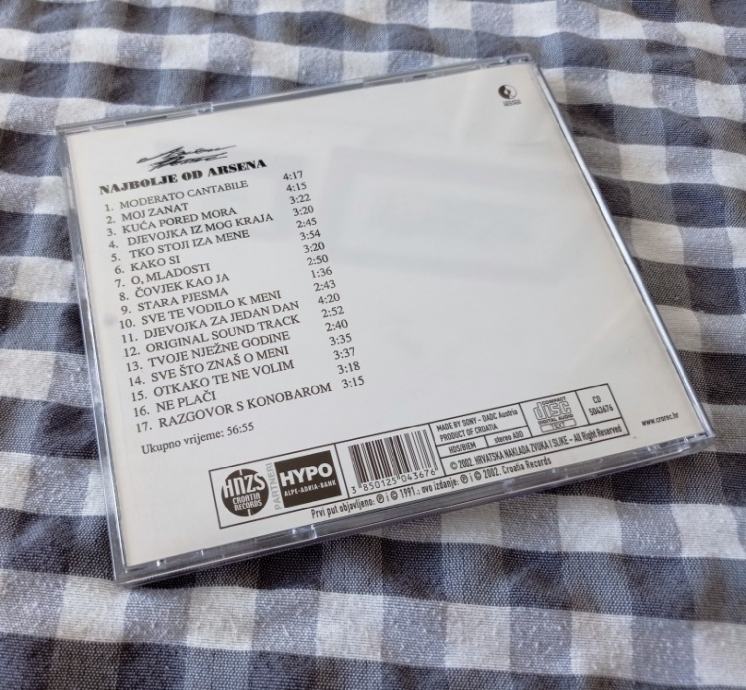 NAJBOLJE OD ARSENA
1. MODERATO CANTABILE 4:17
2. MOJ ZANAT 4:15
3. KUĆA PORED MORA 3:22
4. DJEVOJKA IZ MOG KRAJA 3:20
5. TKO STOJI IZA MENE 2:45
6. KAKO SI 3:54
7. O, MLADOSTI 3:20
8. ČOVJEK KAO JA 2:50
9. STARA PJESMA 1:36
10. SVE TE VODILO K MENI 2:43
11. DJEVOJKA ZA JEDAN DAN 4:20
12. ORIGINAL SOUND TRACK 2:52
13. TVOJE NJEŽNE GODINE 2:40
14. SVE ŠTO ZNAŠ O MENI 3:35
15. OTKAKO TE NE VOLIM 3:37
16. NE PLAČI 3:18
17. RAZGOVOR S KONOBAROM 3:15
Ukupno vrijeme: 56:55
HNZS
CROATIA
RECORDS
PARTNERI
HYPO
ALPE-ADRIA-BANK
3 850125 043676
MADE BY SONY - DADC Austria
PRODUCT OF CROATIA
HDS/BIEM
stereo ADD
COMPACT
disc
DIGITAL AUDIO
TEXT
CD
5043676
© 2002. HRVATSKA NAKLADA ZVUKA I SLIKE – All Right Reserved
Prvi put objavljeno: ℗ i © 1991.; ovo izdanje: ℗ i © 2002. Croatia Records
www.crorec.hr